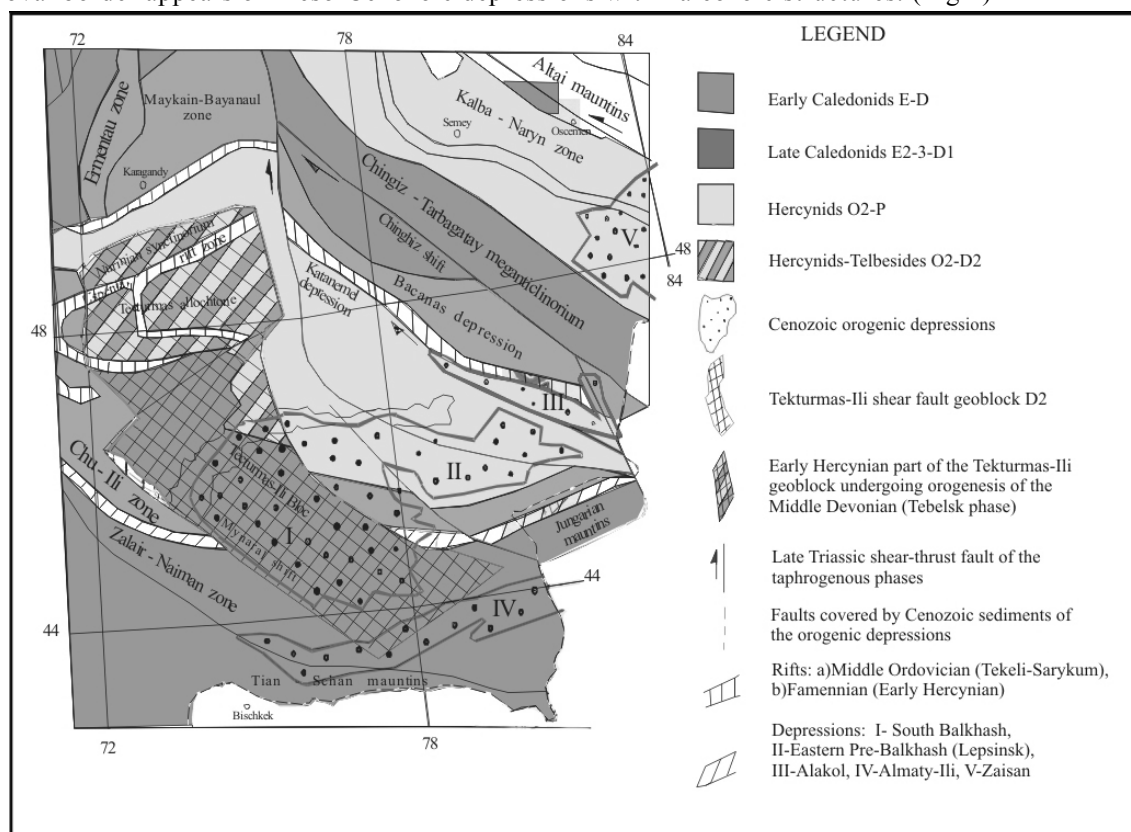 72
78
84
Altai mauntins
Maykain-Bayanaul
zone
Ermentau zone
Kalba - Naryn zone
Semey
Oscemen
Karagandy
Chingiz - Tarbagatay meganticlinorium
Chinghiz shift
V
48
84
rift zone
Katanemel
depression
Bacanas depression
48
III
II
Chu-Ili zone
Tecturmas-Ili Bloc
I
Mynaral shift
Jungarian
mauntins
Zalair-Naiman zone
44
IV
44
Tian Schan mauntins
Bischkek
72
78
LEGEND
Early Caledonids E-D
Late Caledonids E2-3-D1
Hercynids O2-P
Hercynids-Telbesides O2-D2
Cenozoic orogenic depressions
Tekturmas-Ili shear fault geoblock D2
Early Hercynian part of the Tekturmas-Ili
geoblock undergoing orogenesis of the
Middle Devonian (Tebelsk phase)
Late Triassic shear-thrust fault of the
taphrogenous phases
Faults covered by Cenozoic sediments of
the orogenic depressions
Rifts: a)Middle Ordovician (Tekeli-Sarykum),
b)Famennian (Early Hercynian)
Depressions: I- South Balkhash,
II-Eastern Pre-Balkhash (Lepsinsk),
III-Alakol, IV-Almaty-Ili, V-Zaisan